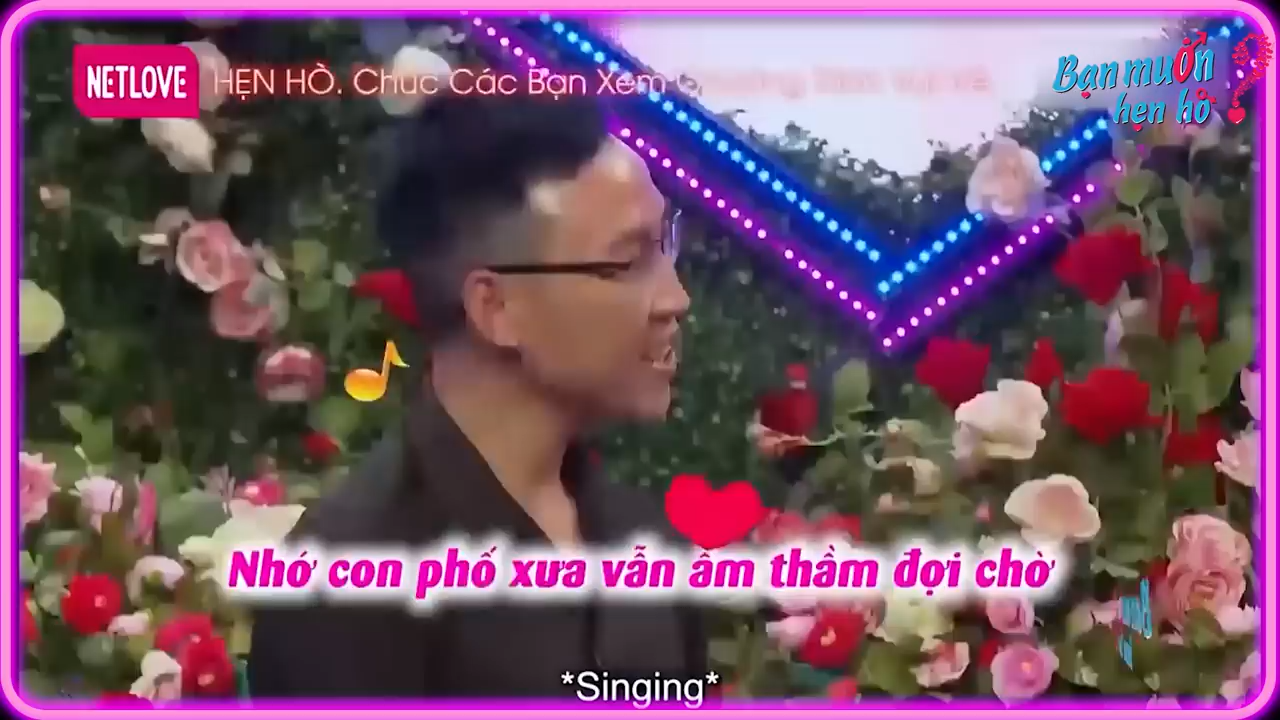 NETLOVE
HẸN HÒ. Chúc Các Bạn Xem
Bạn muốn
hẹn hò ?
Nhớ con phố xưa vẫn âm thầm đợi chờ
*Singing*